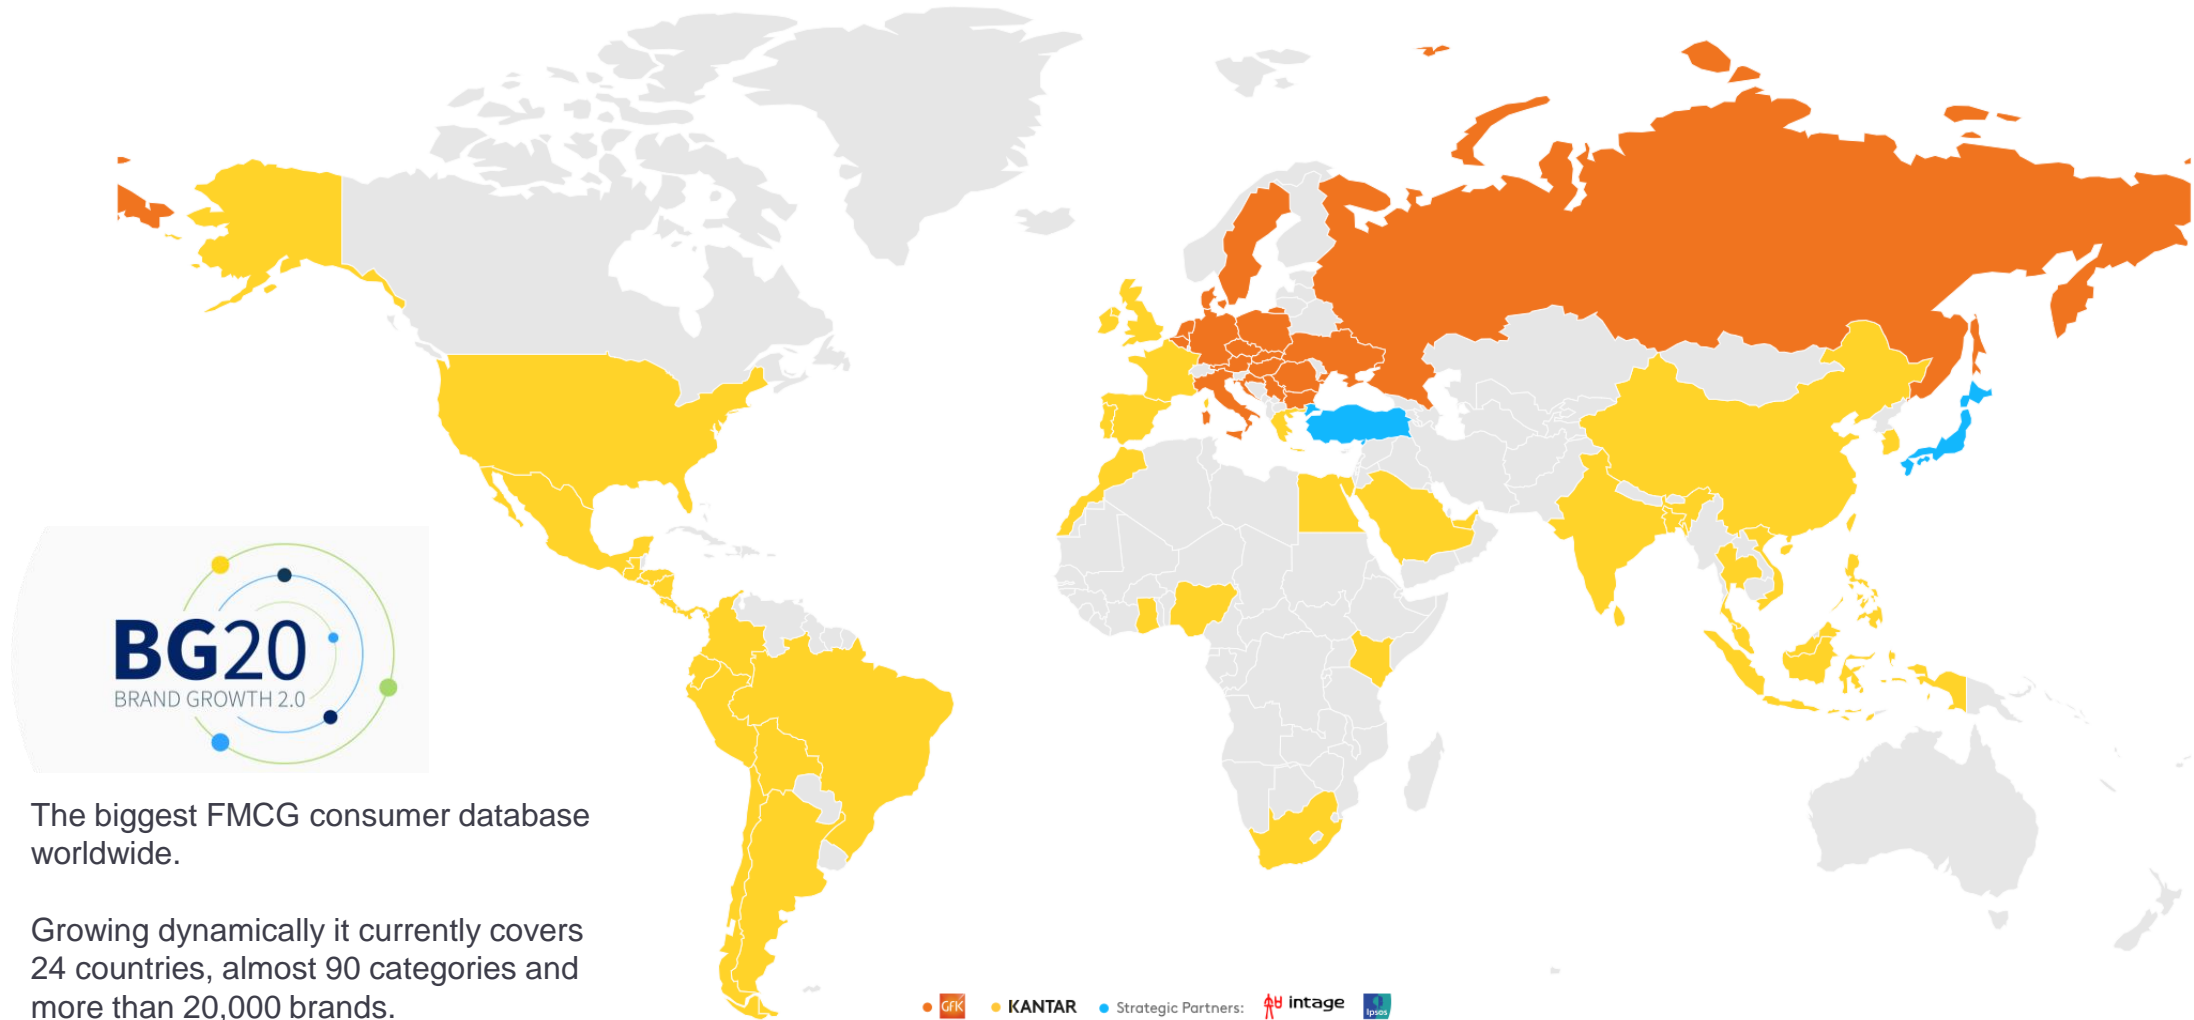 BG20
BRAND GROWTH 2.0
The biggest FMCG consumer database
worldwide.
Growing dynamically it currently covers
24 countries, almost 90 categories and
more than 20,000 brands.
GFK KANTAR Strategic Partners: intage Ipsos